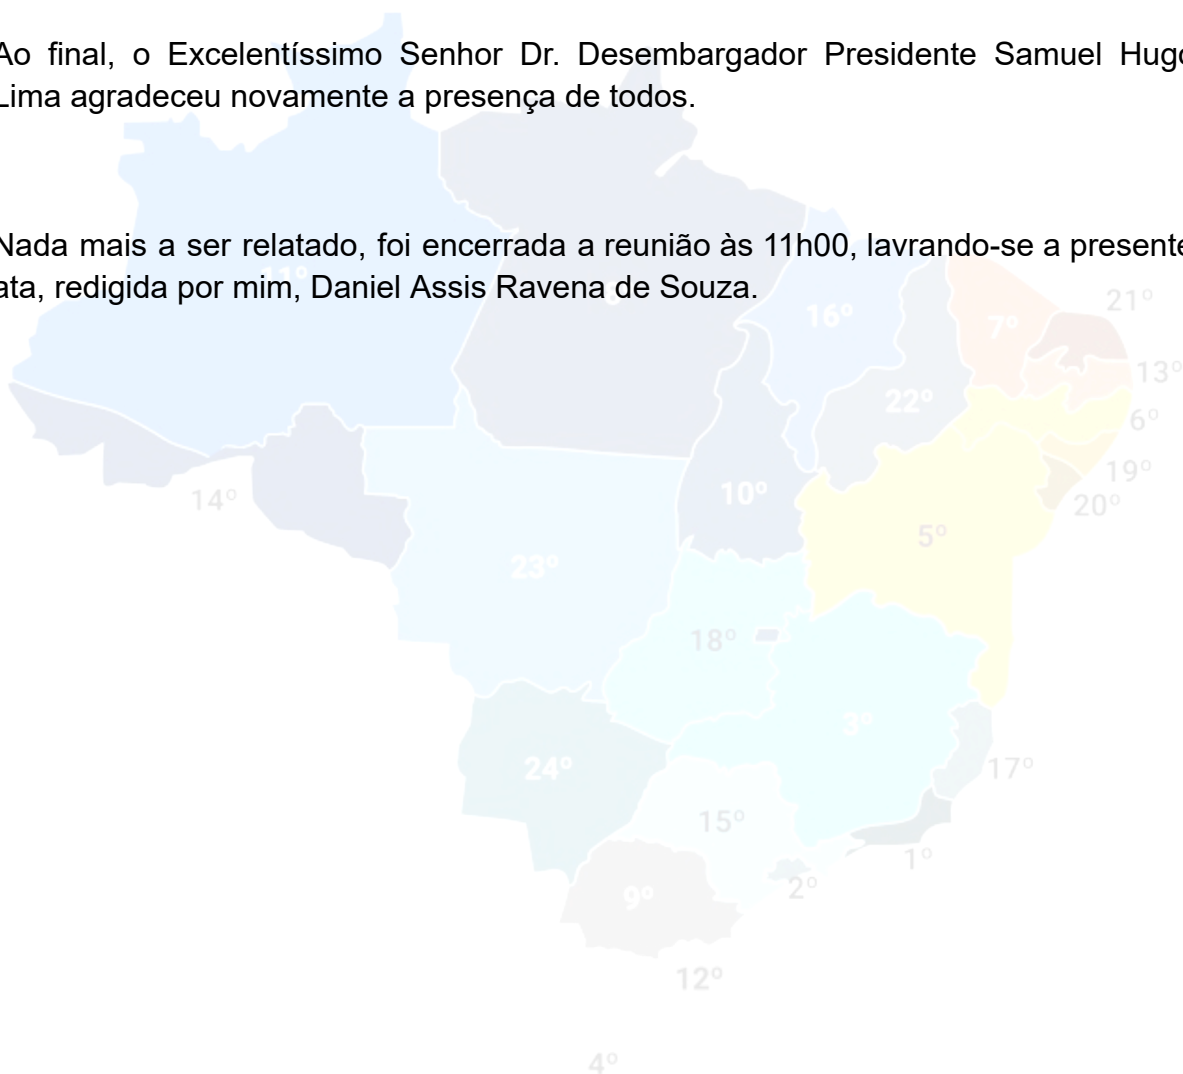 Ao final, o Excelentíssimo Senhor Dr. Desembargador Presidente Samuel Hugo
Lima agradeceu novamente a presença de todos.
Nada mais a ser relatado, foi encerrada a reunião às 11h00, lavrando-se a presente
ata, redigida por mim, Daniel Assis Ravena de Souza.
11º
8º
16º
7º
21º
13º
22º
6º
19º
20º
14º
10º
5º
23º
18º
3º
24º
17º
15º
1º
2º
9º
12º
4º